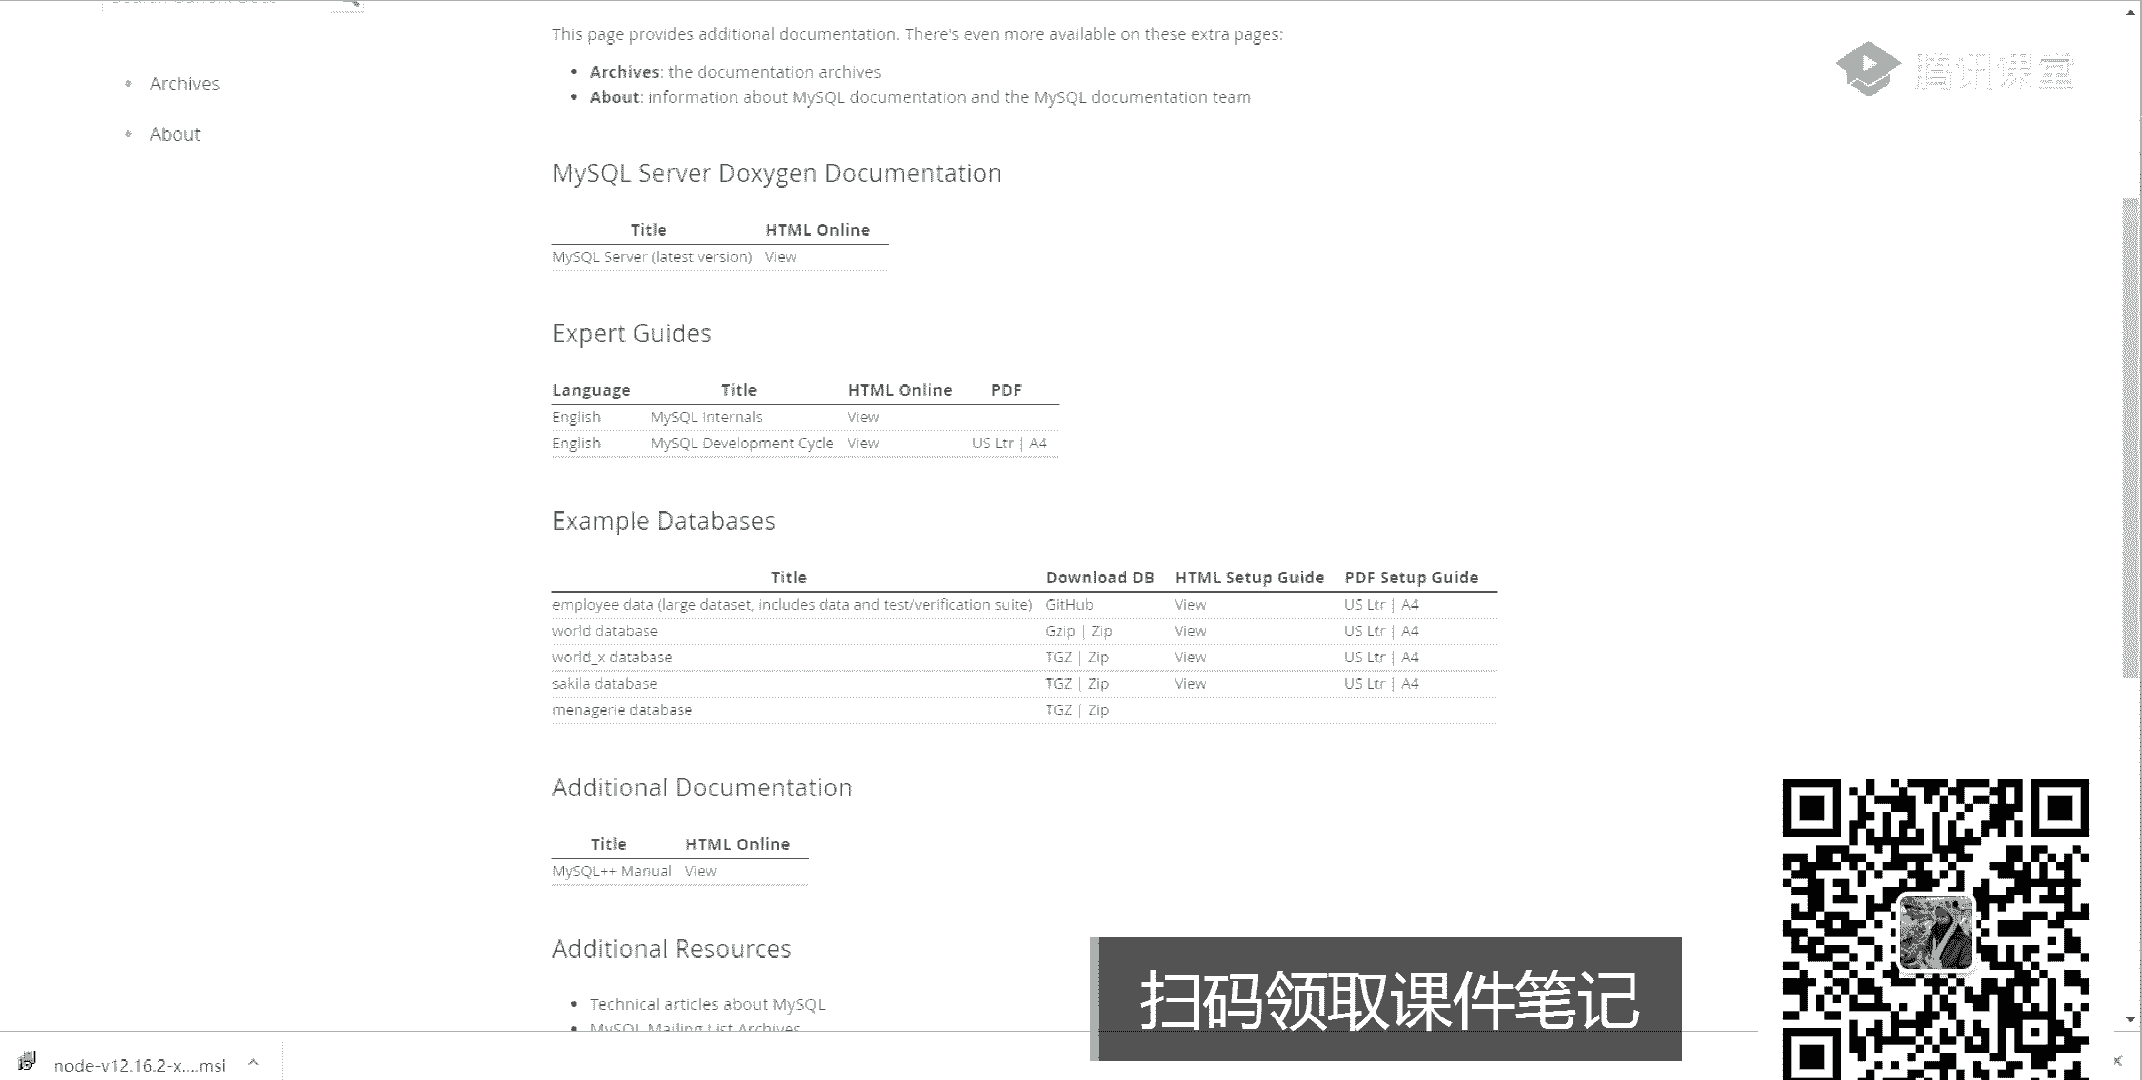 This page provides additional documentation. There's even more available on these extra pages:
Archives
• Archives: the documentation archives
• About: information about MySQL documentation and the MySQL documentation team
About
腾讯课堂
MySQL Server Doxygen Documentation
Title HTML Online
MySQL Server (latest version) View
Expert Guides
Language Title HTML Online PDF
English MySQL Internals View
English MySQL Development Cycle View US Ltr | A4
Example Databases
Title Download DB HTML Setup Guide PDF Setup Guide
employee data (large dataset, includes data and test/verification suite) GitHub View US Ltr | A4
world database Gzip | Zip View US Ltr | A4
world_x database TGZ | Zip View US Ltr | A4
sakila database TGZ | Zip View US Ltr | A4
menagerie database TGZ | Zip
Additional Documentation
Title HTML Online
MySQL++ Manual View
Additional Resources
• Technical articles about MySQL
• MySQL Mailing List Archives
扫码领取课件笔记
node-v12.16.2-x....msi